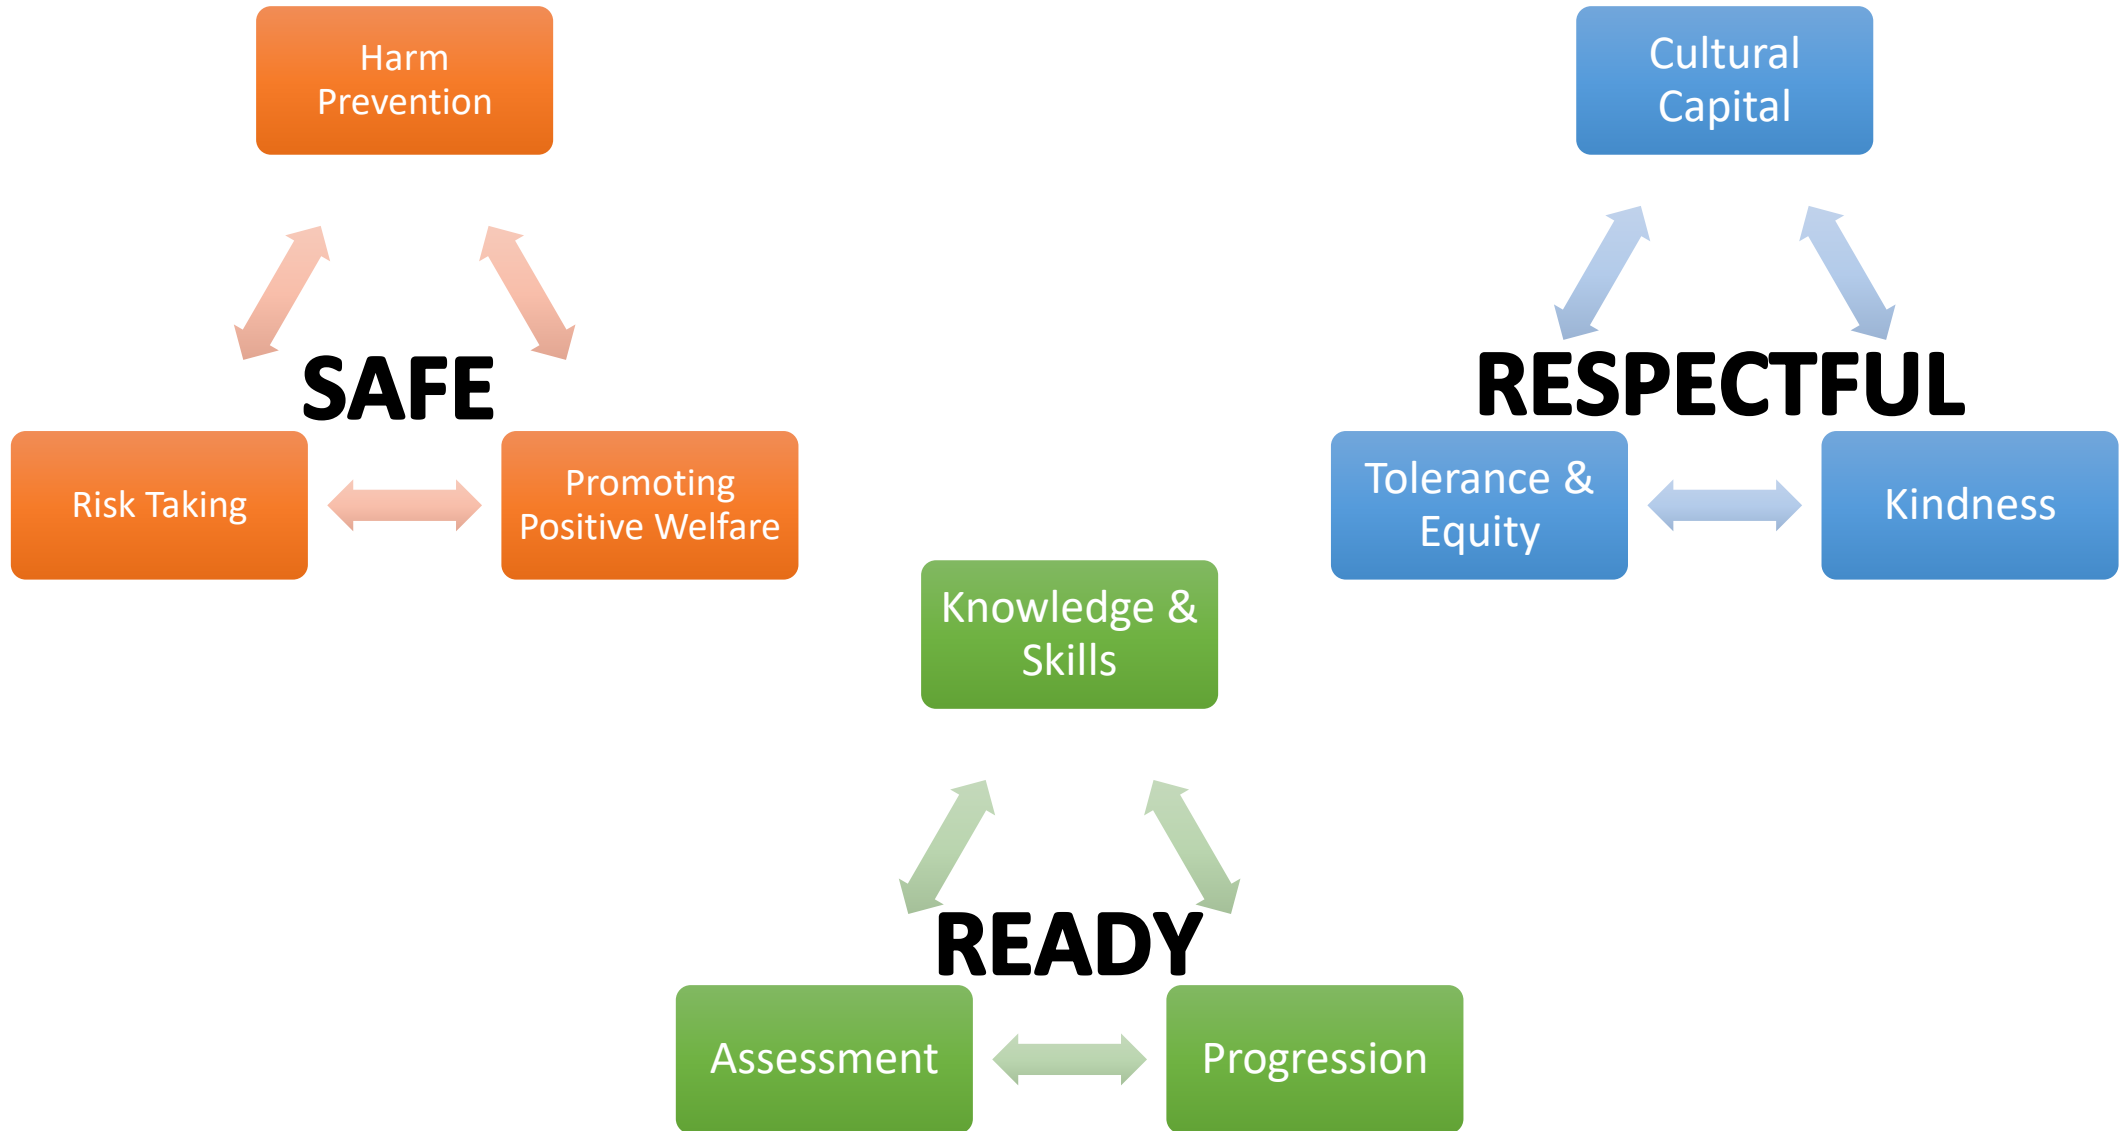 Harm
Prevention
SAFE
Risk Taking
Promoting
Positive Welfare
Cultural
Capital
RESPECTFUL
Tolerance &
Equity
Kindness
Knowledge &
Skills
READY
Assessment
Progression